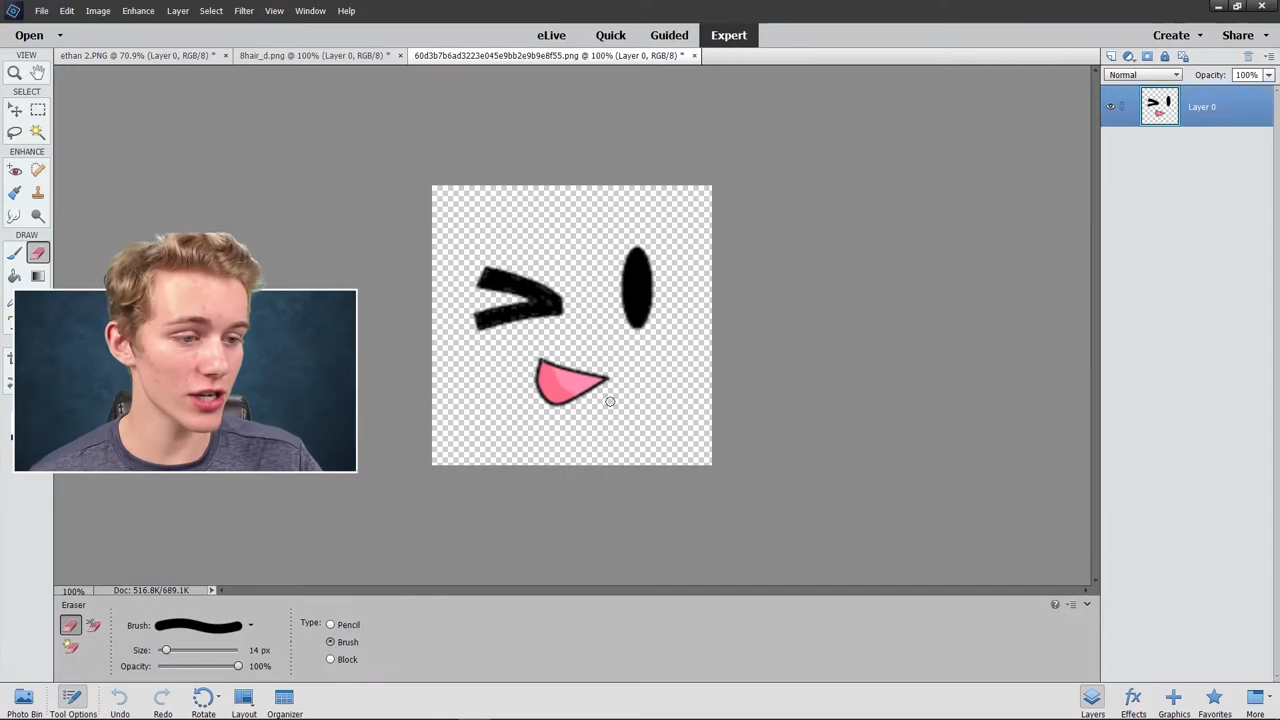 File Edit Image Enhance Layer Select Filter View Window Help
Open eLive Quick Guided Expert Create Share
ethan 2.PNG @ 70.9% (Layer 0, RGB/8) * × 8hair_d.png @ 100% (Layer 0, RGB/8) * × 60d3b7b6ad3223e045e9bb2e9b9e8f55.png @ 100% (Layer 0, RGB/8) * ×
VIEW
Normal Opacity: 100%
SELECT
Layer 0
ENHANCE
DRAW
100% Doc: 516.8K/689.1K
Eraser
Brush: Type: Pencil
Brush
Size: 14 px
Block
Opacity: 100%
Photo Bin Tool Options Undo Redo Rotate Layout Organizer Layers Effects Graphics Favorites More